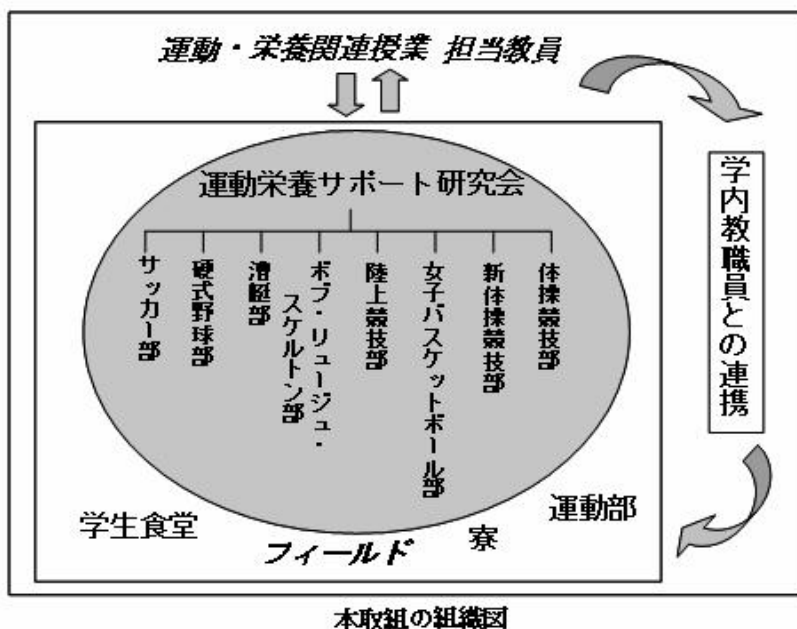 運動・栄養関連授業 担当教員
運動栄養サポート研究会
サッカー部
硬式野球部
漕艇部
ボブ・リュージュ・
スケルトン部
陸上競技部
女子バスケットボール部
新体操競技部
体操競技部
学内教職員との連携
学生食堂
フィールド
寮
運動部
本取組の組織図